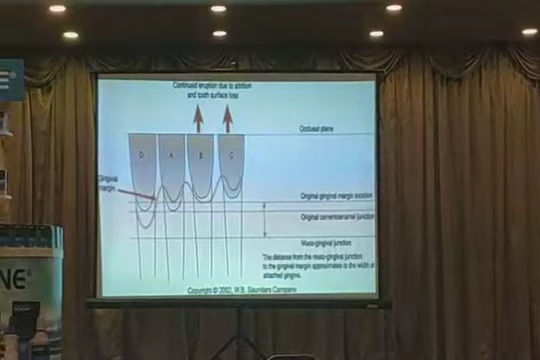 Continued eruption due to attrition
and tooth surface loss
Occlusal plane
D A B C
Gingival
margin
Original gingival margin location
Original cementoenamel junction
Muco-gingival junction
The distance from the muco-gingival junction
to the gingival margin approximates to the width of
attached gingiva.
Copyright © 2002, W.B. Saunders Company
NE®